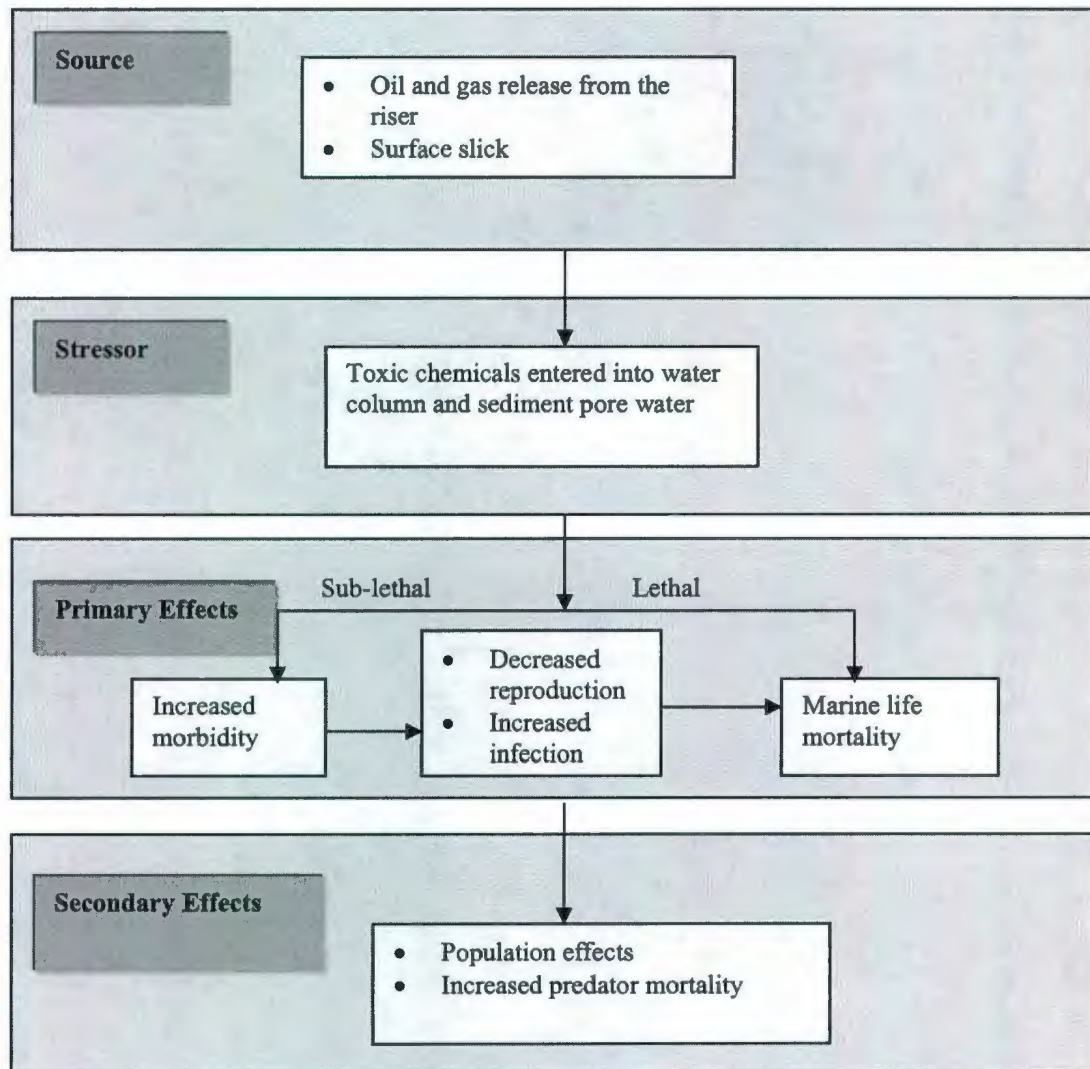 Source
• Oil and gas release from the
riser
• Surface slick
Stressor
Toxic chemicals entered into water
column and sediment pore water
Primary Effects
Sub-lethal
Lethal
Increased
morbidity
• Decreased
reproduction
• Increased
infection
Marine life
mortality
Secondary Effects
• Population effects
• Increased predator mortality